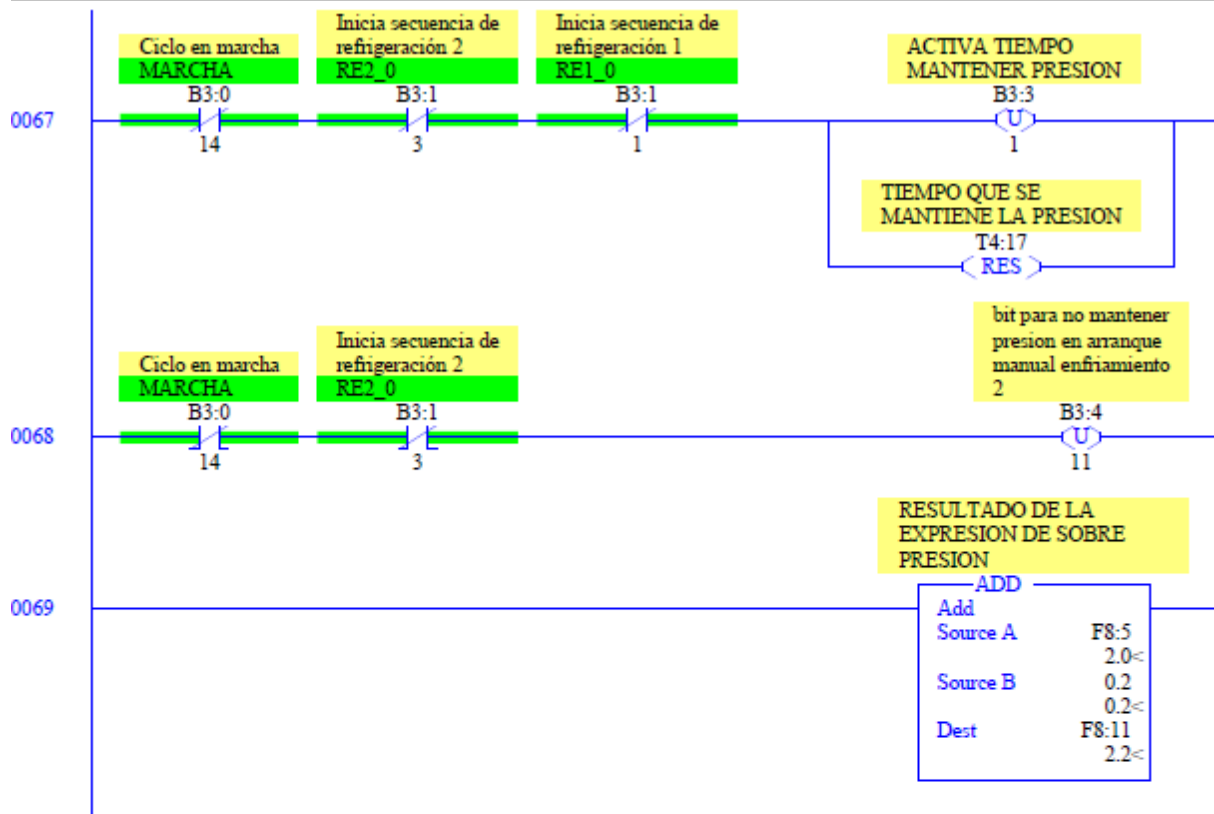 Inicia secuencia de
refrigeración 2
Inicia secuencia de
refrigeración 1
Ciclo en marcha
ACTIVA TIEMPO
MANTENER PRESION
MARCHA
RE2_0
RE1_0
B3:0
B3:1
B3:1
B3:3
0067
U
14
3
1
1
TIEMPO QUE SE
MANTIENE LA PRESION
T4:17
RES
bit para no mantener
presion en arranque
manual enfriamiento
2
Inicia secuencia de
refrigeración 2
Ciclo en marcha
MARCHA
RE2_0
B3:0
B3:1
B3:4
0068
U
14
3
11
RESULTADO DE LA
EXPRESION DE SOBRE
PRESION
ADD
0069
Add
Source A F8:5
2.0<
Source B 0.2
0.2<
Dest F8:11
2.2<